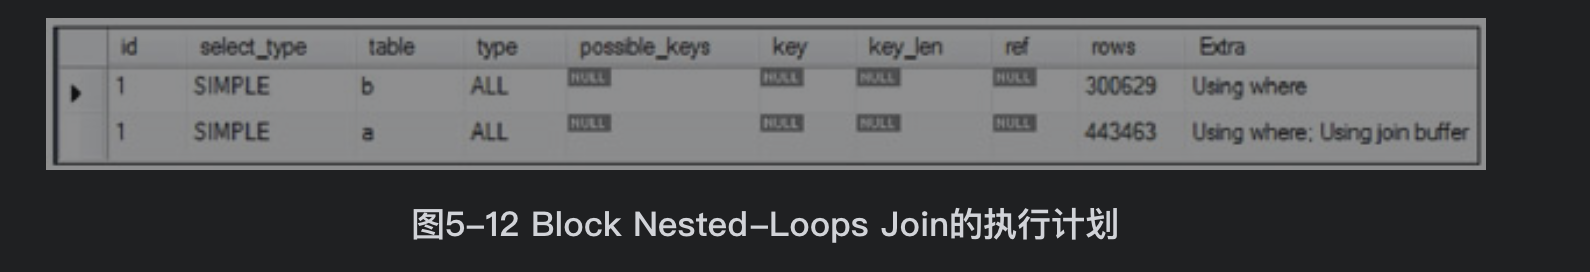 id select_type table type possible_keys key key_len ref rows Extra
1 SIMPLE b ALL NULL NULL NULL NULL 300629 Using where
1 SIMPLE a ALL NULL NULL NULL NULL 443463 Using where; Using join buffer
图5-12 Block Nested-Loops Join的执行计划